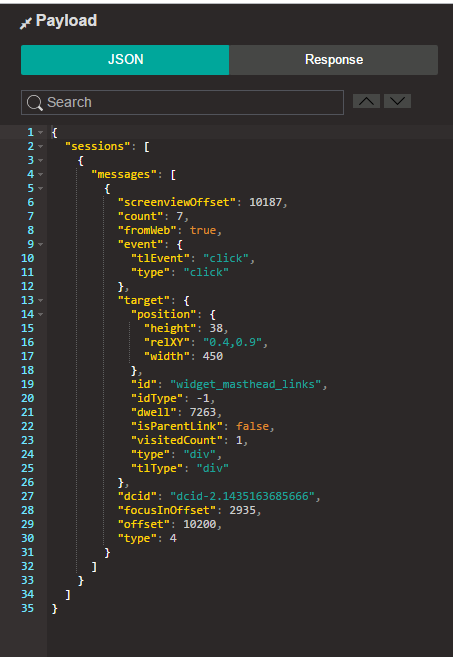 Payload
JSON Response
Search
1 {
2 "sessions": [
3 {
4 "messages": [
5 {
6 "screenviewOffset": 10187,
7 "count": 7,
8 "fromWeb": true,
9 "event": {
10 "tlEvent": "click",
11 "type": "click"
12 },
13 "target": {
14 "position": {
15 "height": 38,
16 "relXY": "0.4,0.9",
17 "width": 450
18 },
19 "id": "widget_masthead_links",
20 "idType": -1,
21 "dwell": 7263,
22 "isParentLink": false,
23 "visitedCount": 1,
24 "type": "div",
25 "tlType": "div"
26 },
27 "dcid": "dcid-2.1435163685666",
28 "focusInOffset": 2935,
29 "offset": 10200,
30 "type": 4
31 }
32 ]
33 }
34 ]
35 }